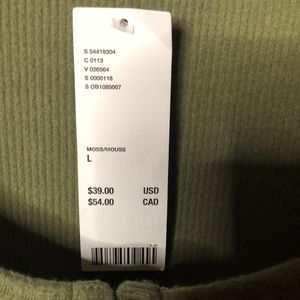 S 54419304
C 0113
V 026564
S 0000118
S OB1085007
MOSS/MOUSS
L
$39.00 USD
$54.00 CAD